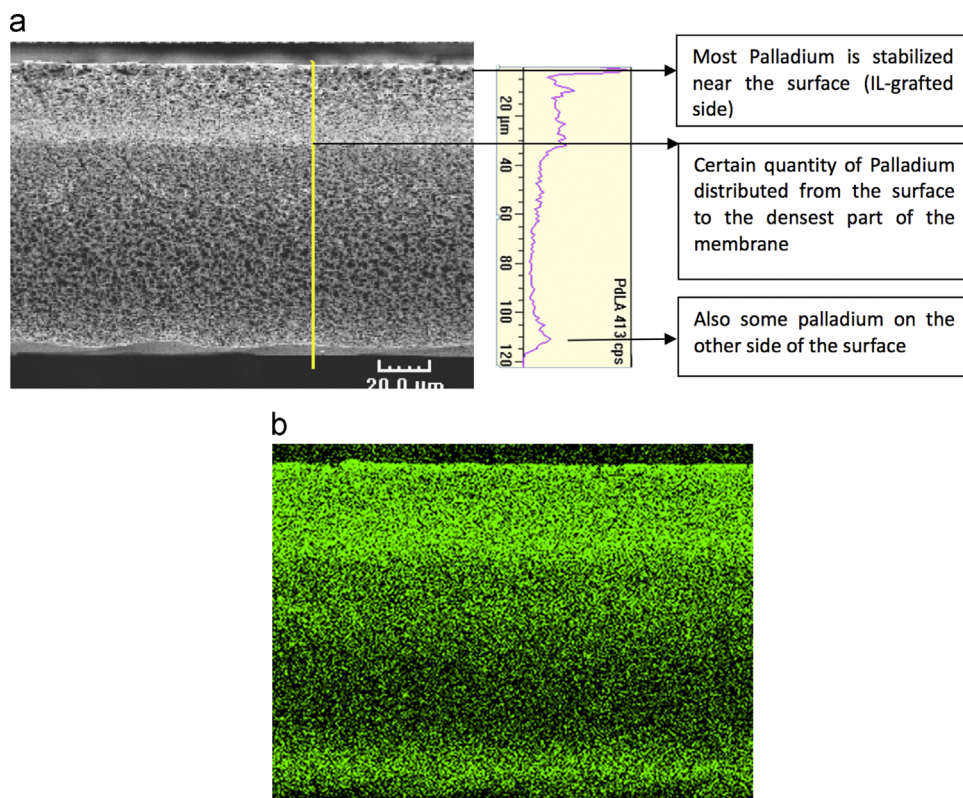 a
Most Palladium is stabilized
near the surface (IL-grafted
side)
20 µm
40
60
80
100
120
PdLA 413 cps
Certain quantity of Palladium
distributed from the surface
to the densest part of the
membrane
Also some palladium on the
other side of the surface
20.0 µm
b